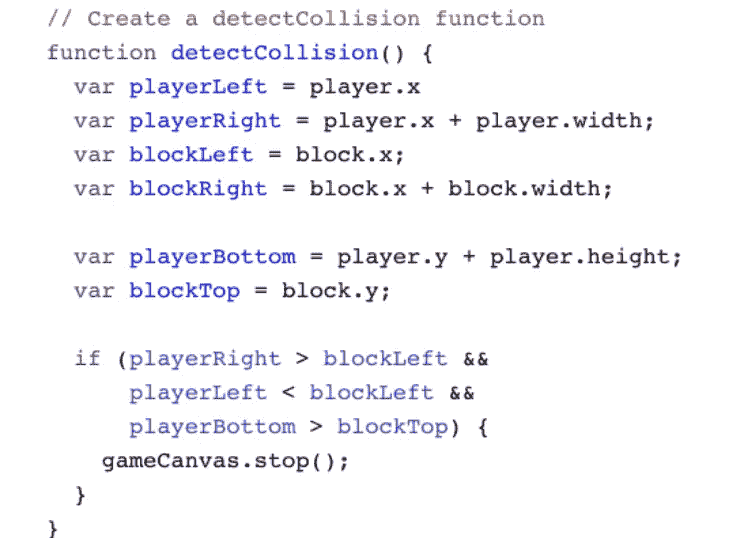 // Create a detectCollision function
function detectCollision() {
  var playerLeft = player.x
  var playerRight = player.x + player.width;
  var blockLeft = block.x;
  var blockRight = block.x + block.width;

  var playerBottom = player.y + player.height;
  var blockTop = block.y;

  if (playerRight > blockLeft &&
      playerLeft < blockLeft &&
      playerBottom > blockTop) {
    gameCanvas.stop();
  }
}